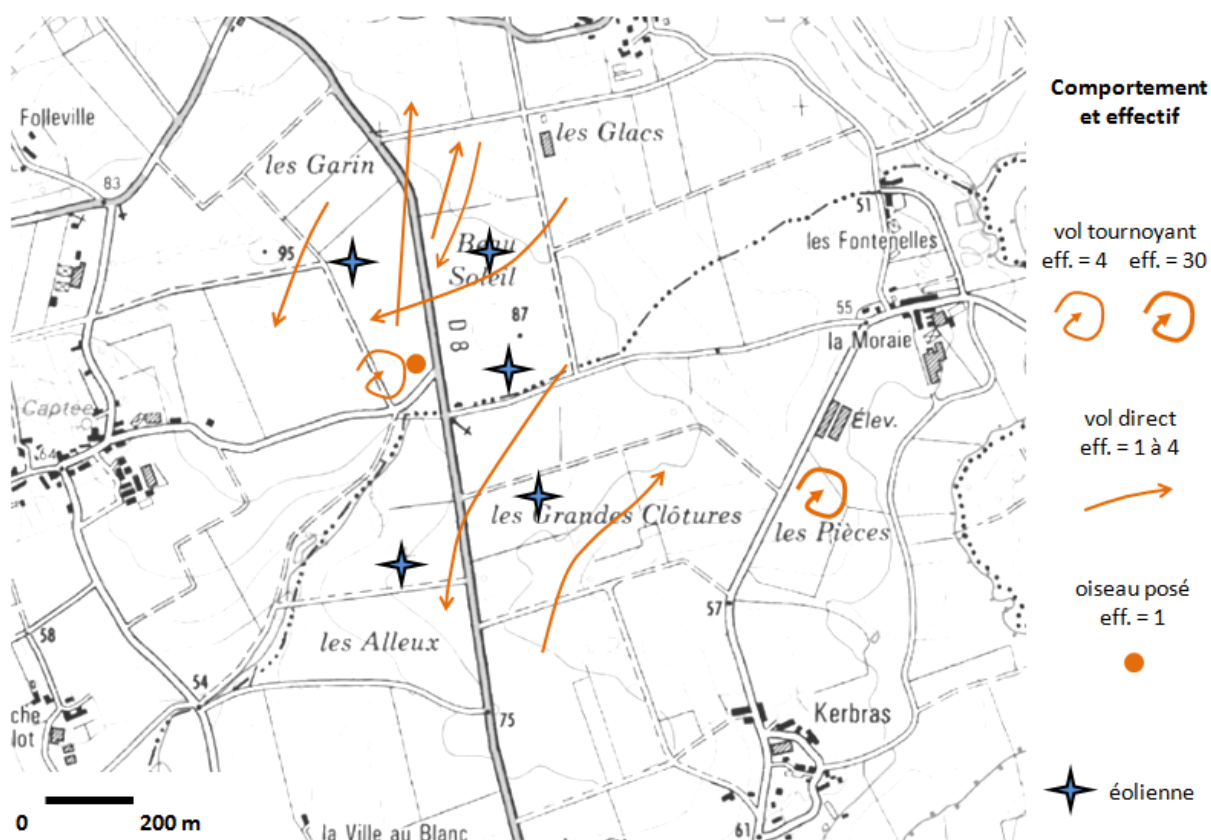 Folleville
les Garin
les Glacs
83
95
Beau
Soleil
51
les Fontenelles
87
D 8
55
la Moraie
Captée
64
Élev.
les Grandes Clôtures
les Pièces
57
58
les Alleux
54
75
Kerbras
che
lot
61
la Ville au Blanc
0 200 m
Comportement
et effectif
vol tournoyant
eff. = 4 eff. = 30
vol direct
eff. = 1 à 4
oiseau posé
eff. = 1
éolienne